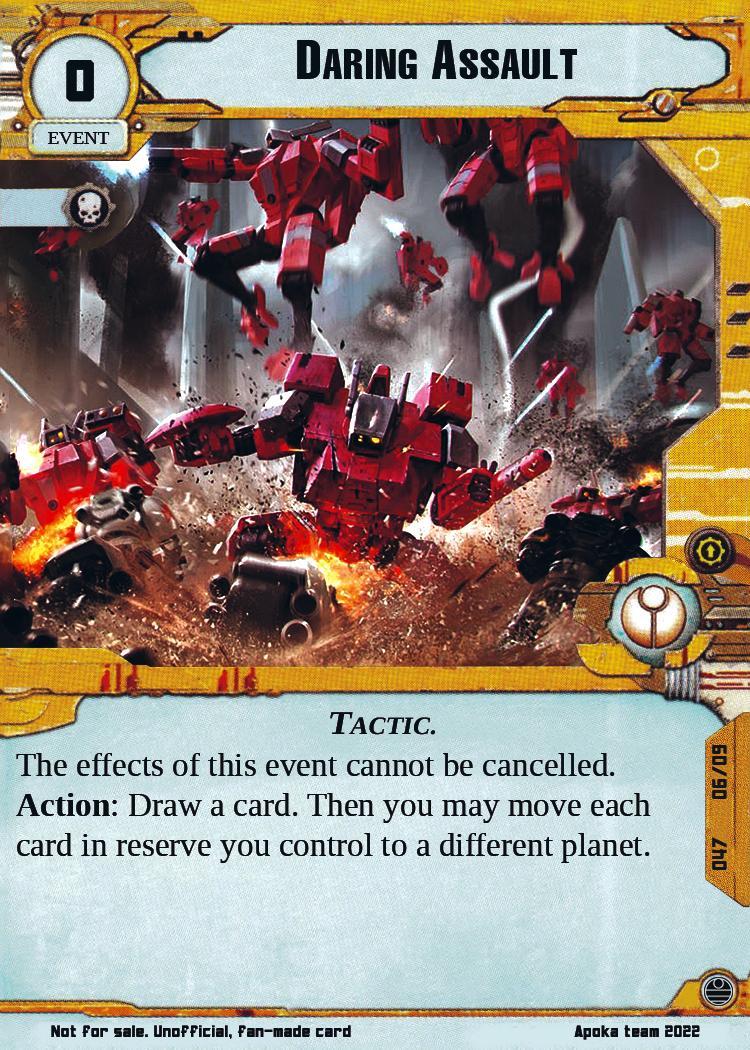 0
DARING ASSAULT
EVENT
TACTIC.
The effects of this event cannot be cancelled.
Action: Draw a card. Then you may move each
card in reserve you control to a different planet.
047 06/09
Not for sale. Unofficial, fan-made card
Apoka team 2022